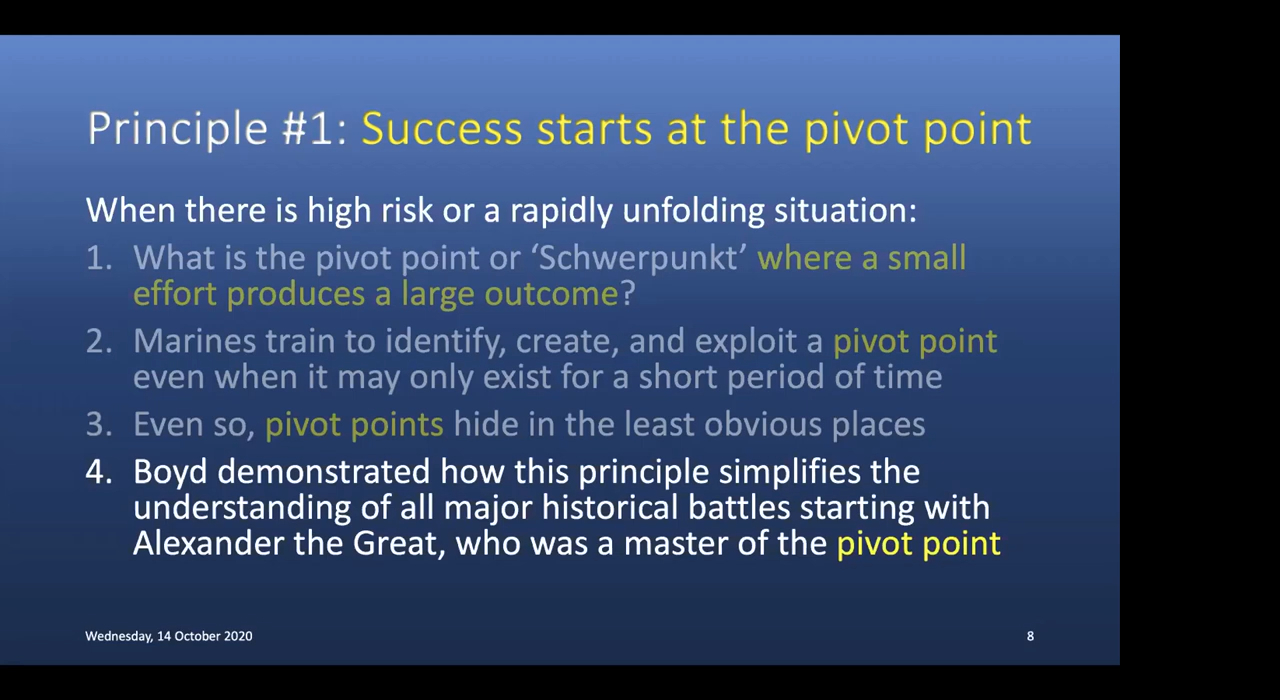 Principle #1: Success starts at the pivot point
When there is high risk or a rapidly unfolding situation:
1. What is the pivot point or ‘Schwerpunkt’ where a small
effort produces a large outcome?
2. Marines train to identify, create, and exploit a pivot point
even when it may only exist for a short period of time
3. Even so, pivot points hide in the least obvious places
4. Boyd demonstrated how this principle simplifies the
understanding of all major historical battles starting with
Alexander the Great, who was a master of the pivot point
Wednesday, 14 October 2020
8